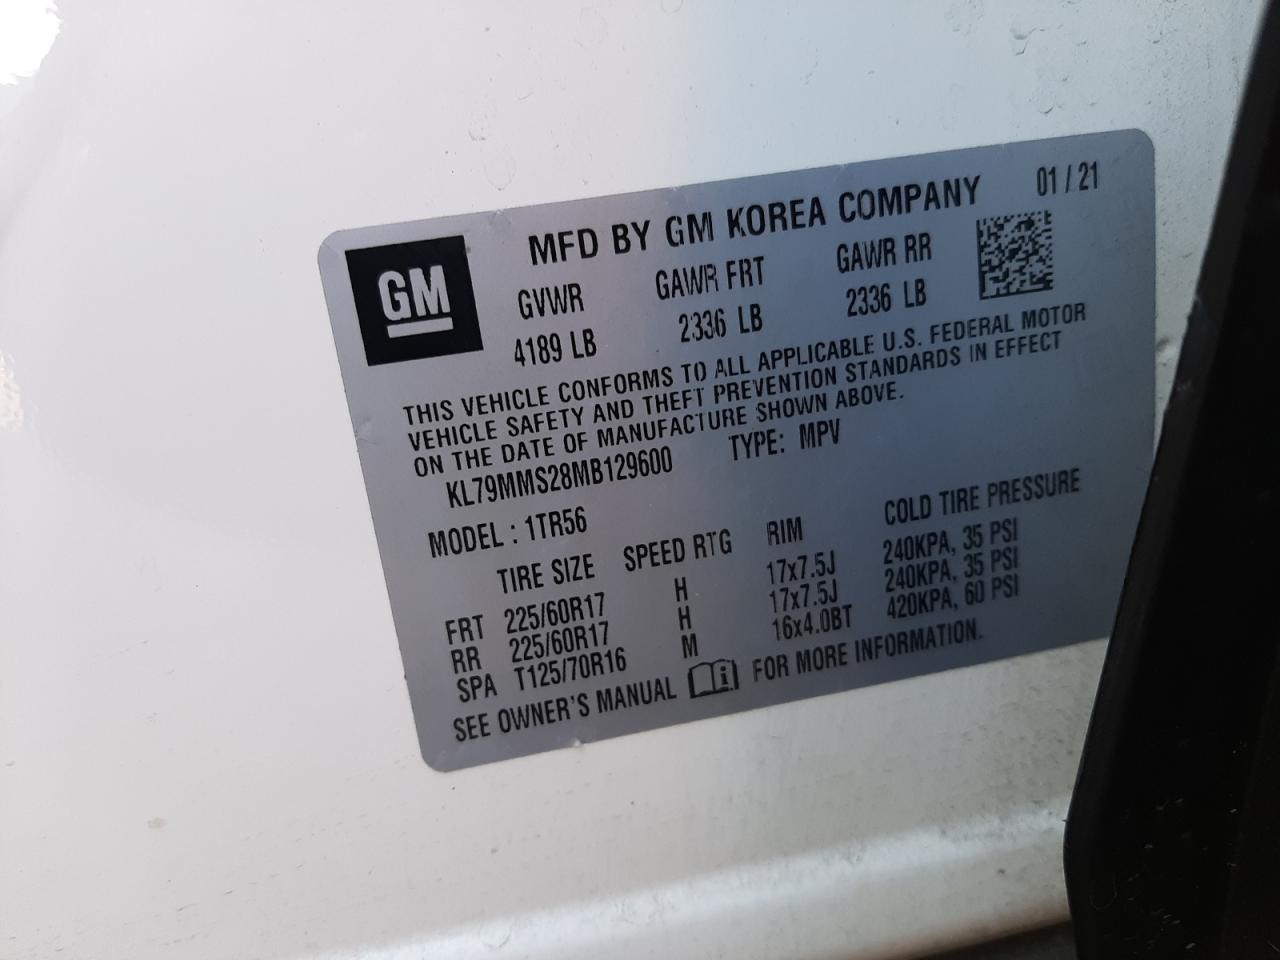 GM
MFD BY GM KOREA COMPANY 01 / 21
GVWR GAWR FRT GAWR RR
4189 LB 2336 LB 2336 LB
THIS VEHICLE CONFORMS TO ALL APPLICABLE U.S. FEDERAL MOTOR
VEHICLE SAFETY AND THEFT PREVENTION STANDARDS IN EFFECT
ON THE DATE OF MANUFACTURE SHOWN ABOVE.
KL79MMS28MB129600 TYPE: MPV
MODEL : 1TR56
TIRE SIZE SPEED RTG RIM COLD TIRE PRESSURE
FRT 225/60R17 H 17x7.5J 240KPA, 35 PSI
RR 225/60R17 H 17x7.5J 240KPA, 35 PSI
SPA T125/70R16 M 16x4.0BT 420KPA, 60 PSI
SEE OWNER'S MANUAL i FOR MORE INFORMATION.